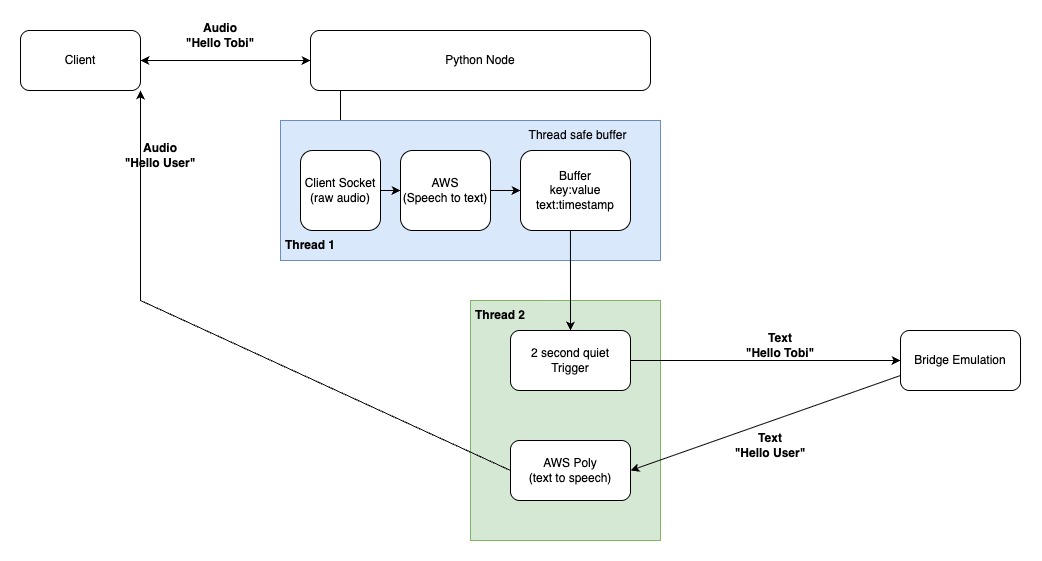 Audio
"Hello Tobi"
Client
Python Node
Audio
"Hello User"
Thread safe buffer
Client Socket
(raw audio)
AWS
(Speech to text)
Buffer
key:value
text:timestamp
Thread 1
Thread 2
2 second quiet
Trigger
Text
"Hello Tobi"
Bridge Emulation
Text
"Hello User"
AWS Poly
(text to speech)